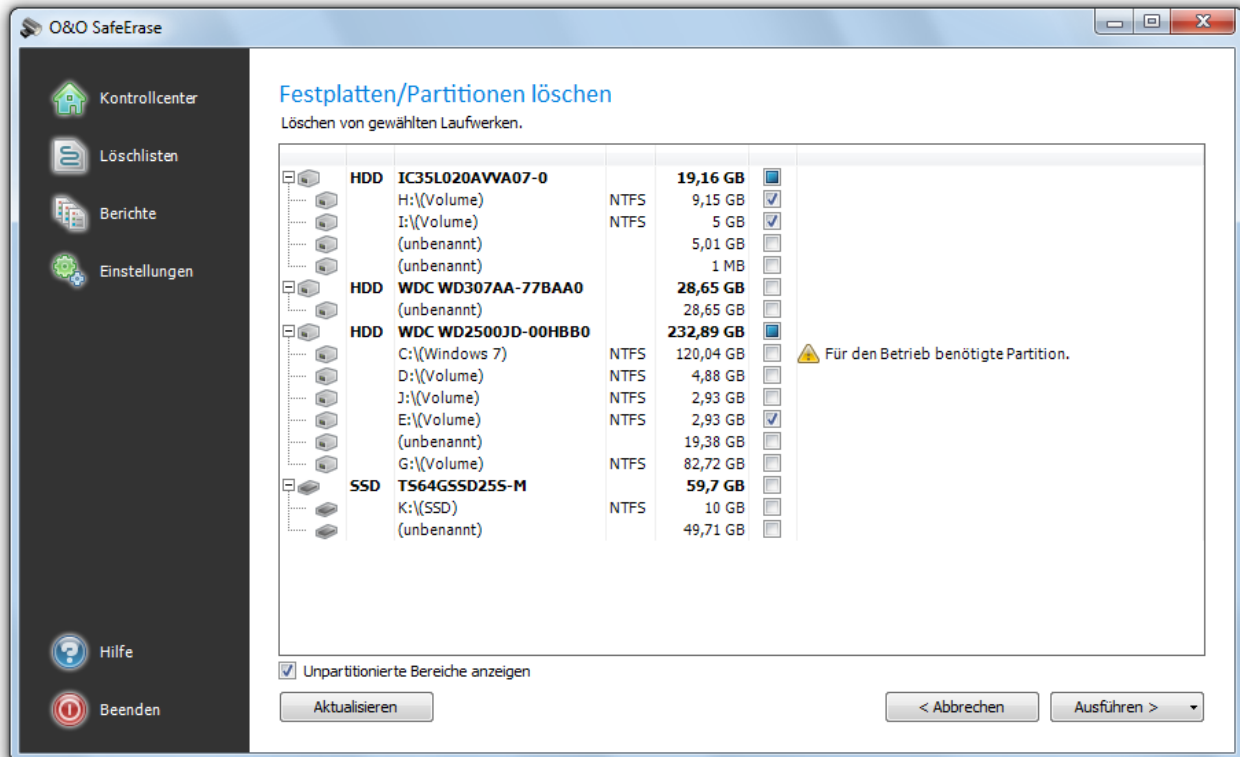 O&O SafeErase
Kontrollcenter
Löschlisten
Berichte
Einstellungen
Hilfe
Beenden
Festplatten/Partitionen löschen
Löschen von gewählten Laufwerken.
HDD IC35L020AVVA07-0 19,16 GB
H:\(Volume) NTFS 9,15 GB
I:\(Volume) NTFS 5 GB
(unbenannt) 5,01 GB
(unbenannt) 1 MB
HDD WDC WD307AA-77BAA0 28,65 GB
(unbenannt) 28,65 GB
HDD WDC WD2500JD-00HBB0 232,89 GB
C:\(Windows 7) NTFS 120,04 GB Für den Betrieb benötigte Partition.
D:\(Volume) NTFS 4,88 GB
J:\(Volume) NTFS 2,93 GB
E:\(Volume) NTFS 2,93 GB
(unbenannt) 19,38 GB
G:\(Volume) NTFS 82,72 GB
SSD TS64GSSD25S-M 59,7 GB
K:\(SSD) NTFS 10 GB
(unbenannt) 49,71 GB
Unpartitionierte Bereiche anzeigen
Aktualisieren
< Abbrechen
Ausführen >